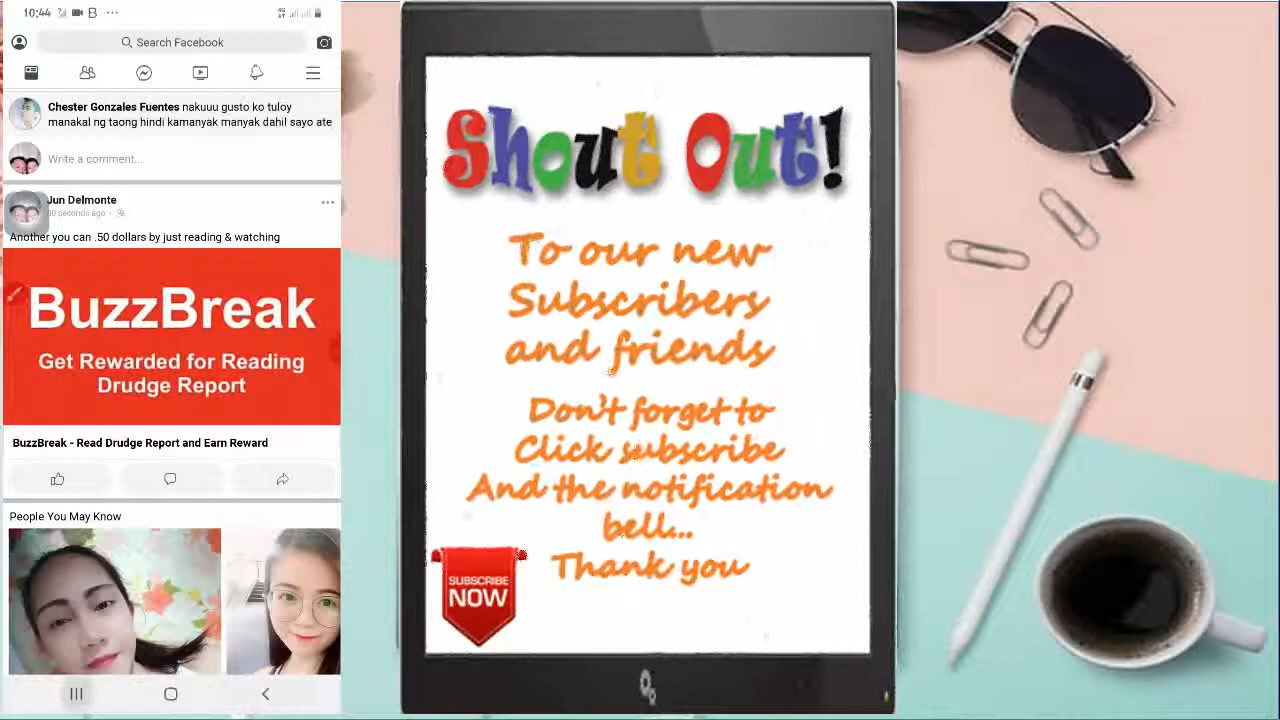 10:44
Search Facebook
Chester Gonzales Fuentes nakuuu gusto ko tuloy
manakal ng taong hindi kamanyak manyak dahil sayo ate
Write a comment...
Jun Delmonte
30 seconds ago
Another you can .50 dollars by just reading & watching
BuzzBreak
Get Rewarded for Reading
Drudge Report
BuzzBreak - Read Drudge Report and Earn Reward
People You May Know
Shout Out!
To our new
Subscribers
and friends
Don't forget to
Click subscribe
And the notification
bell...
Thank you
SUBSCRIBE
NOW